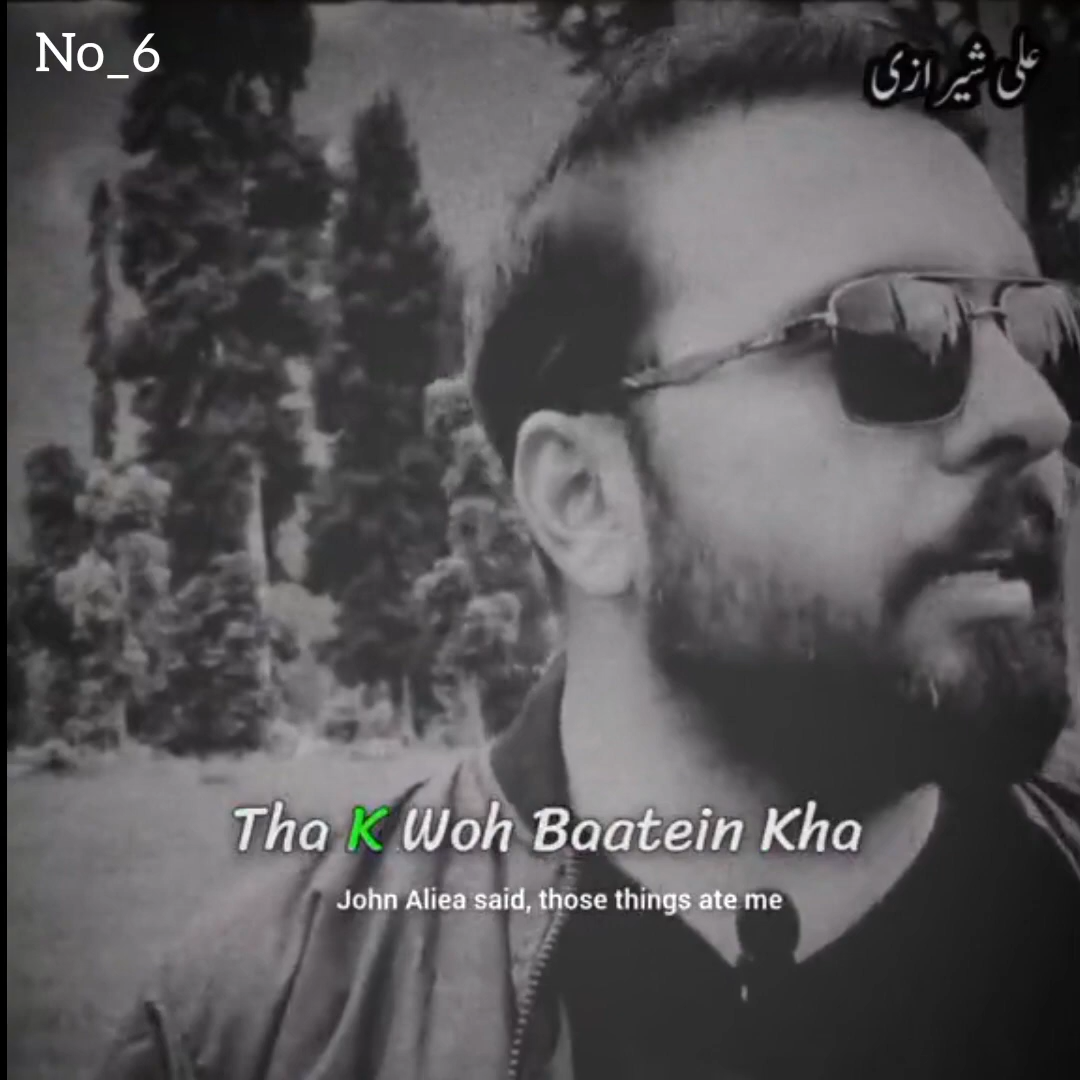 No_6
علی شیرازی
Tha K Woh Baatein Kha
John Aliea said, those things ate me